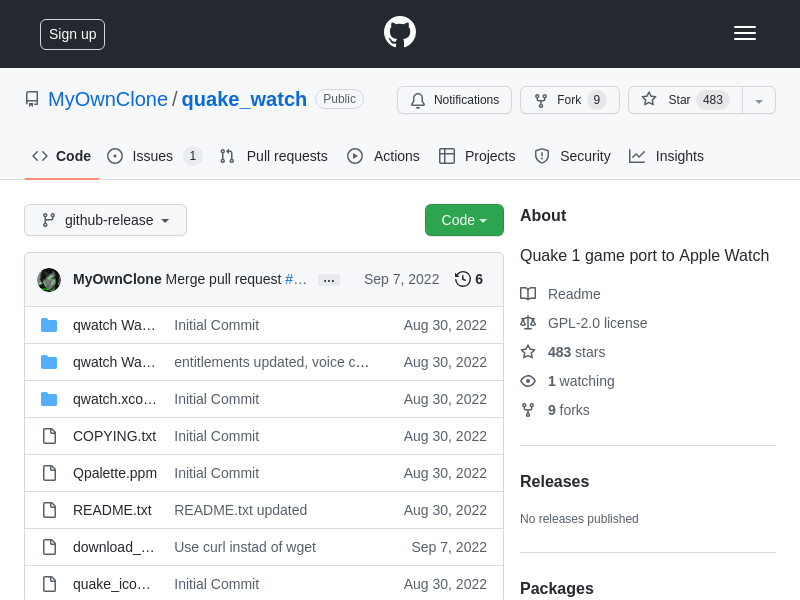 Sign up
MyOwnClone / quake_watch Public
Notifications
Fork 9
Star 483
Code
Issues 1
Pull requests
Actions
Projects
Security
Insights
github-release
Code
MyOwnClone Merge pull request #… … Sep 7, 2022 6
qwatch Wa… Initial Commit Aug 30, 2022
qwatch Wa… entitlements updated, voice c… Aug 30, 2022
qwatch.xco… Initial Commit Aug 30, 2022
COPYING.txt Initial Commit Aug 30, 2022
Qpalette.ppm Initial Commit Aug 30, 2022
README.txt README.txt updated Aug 30, 2022
download_… Use curl instad of wget Sep 7, 2022
quake_ico… Initial Commit Aug 30, 2022
About
Quake 1 game port to Apple Watch
Readme
GPL-2.0 license
483 stars
1 watching
9 forks
Releases
No releases published
Packages